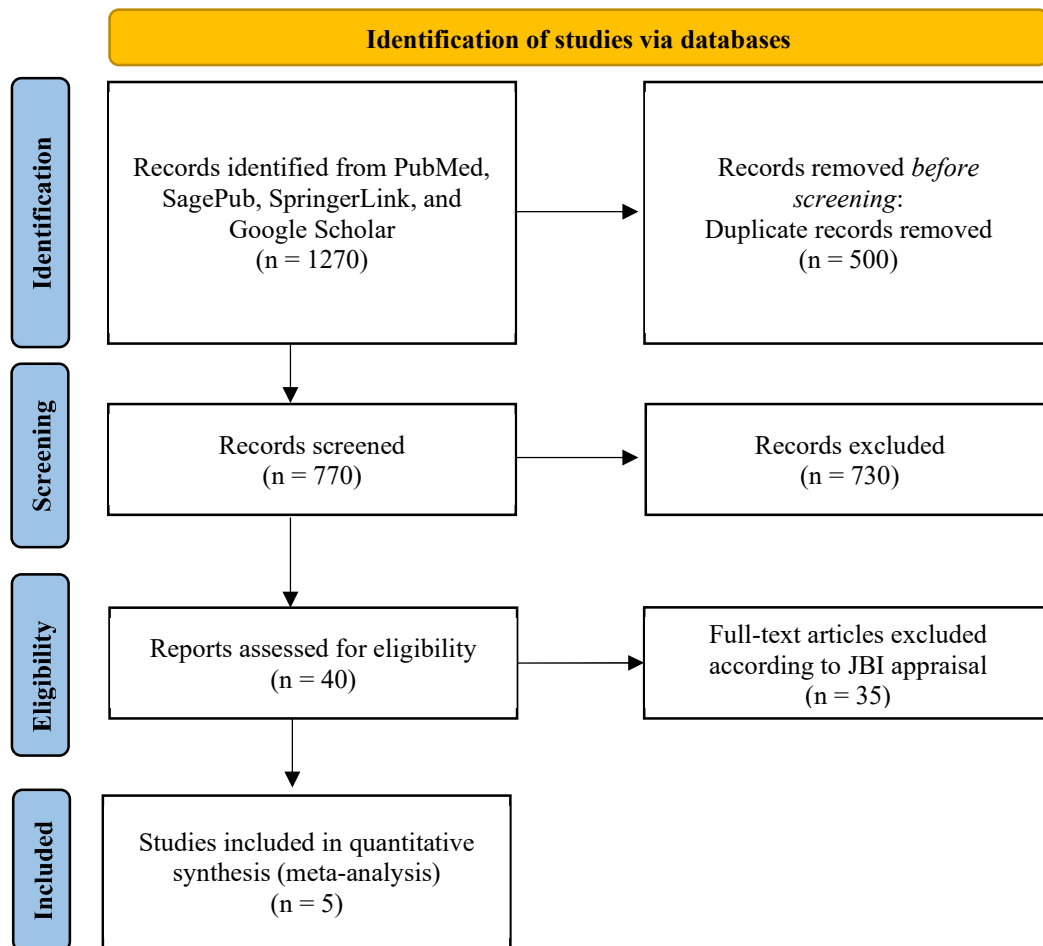 Identification of studies via databases
Identification
Records identified from PubMed,
SagePub, SpringerLink, and
Google Scholar
(n = 1270)
Records removed before
screening:
Duplicate records removed
(n = 500)
Screening
Records screened
(n = 770)
Records excluded
(n = 730)
Eligibility
Reports assessed for eligibility
(n = 40)
Full-text articles excluded
according to JBI appraisal
(n = 35)
Included
Studies included in quantitative
synthesis (meta-analysis)
(n = 5)